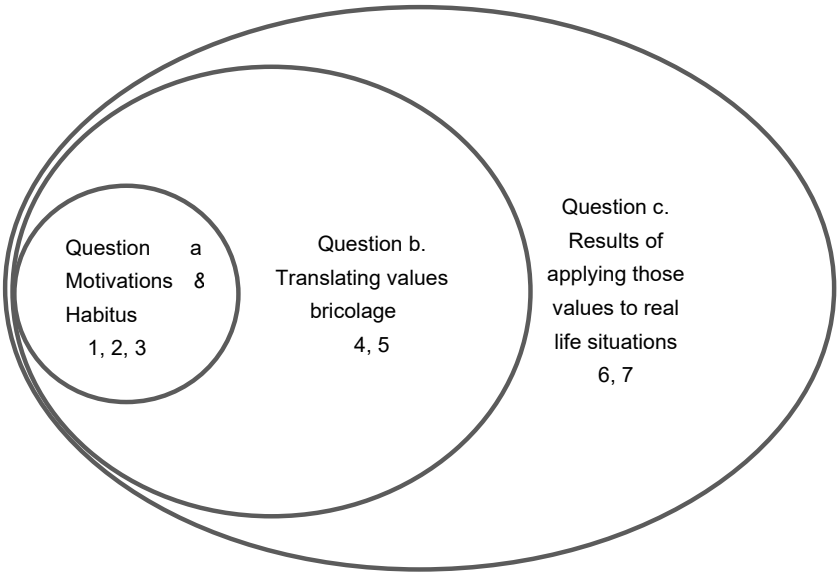 Question a
Motivations &
Habitus
1, 2, 3
Question b.
Translating values
bricolage
4, 5
Question c.
Results of
applying those
values to real
life situations
6, 7